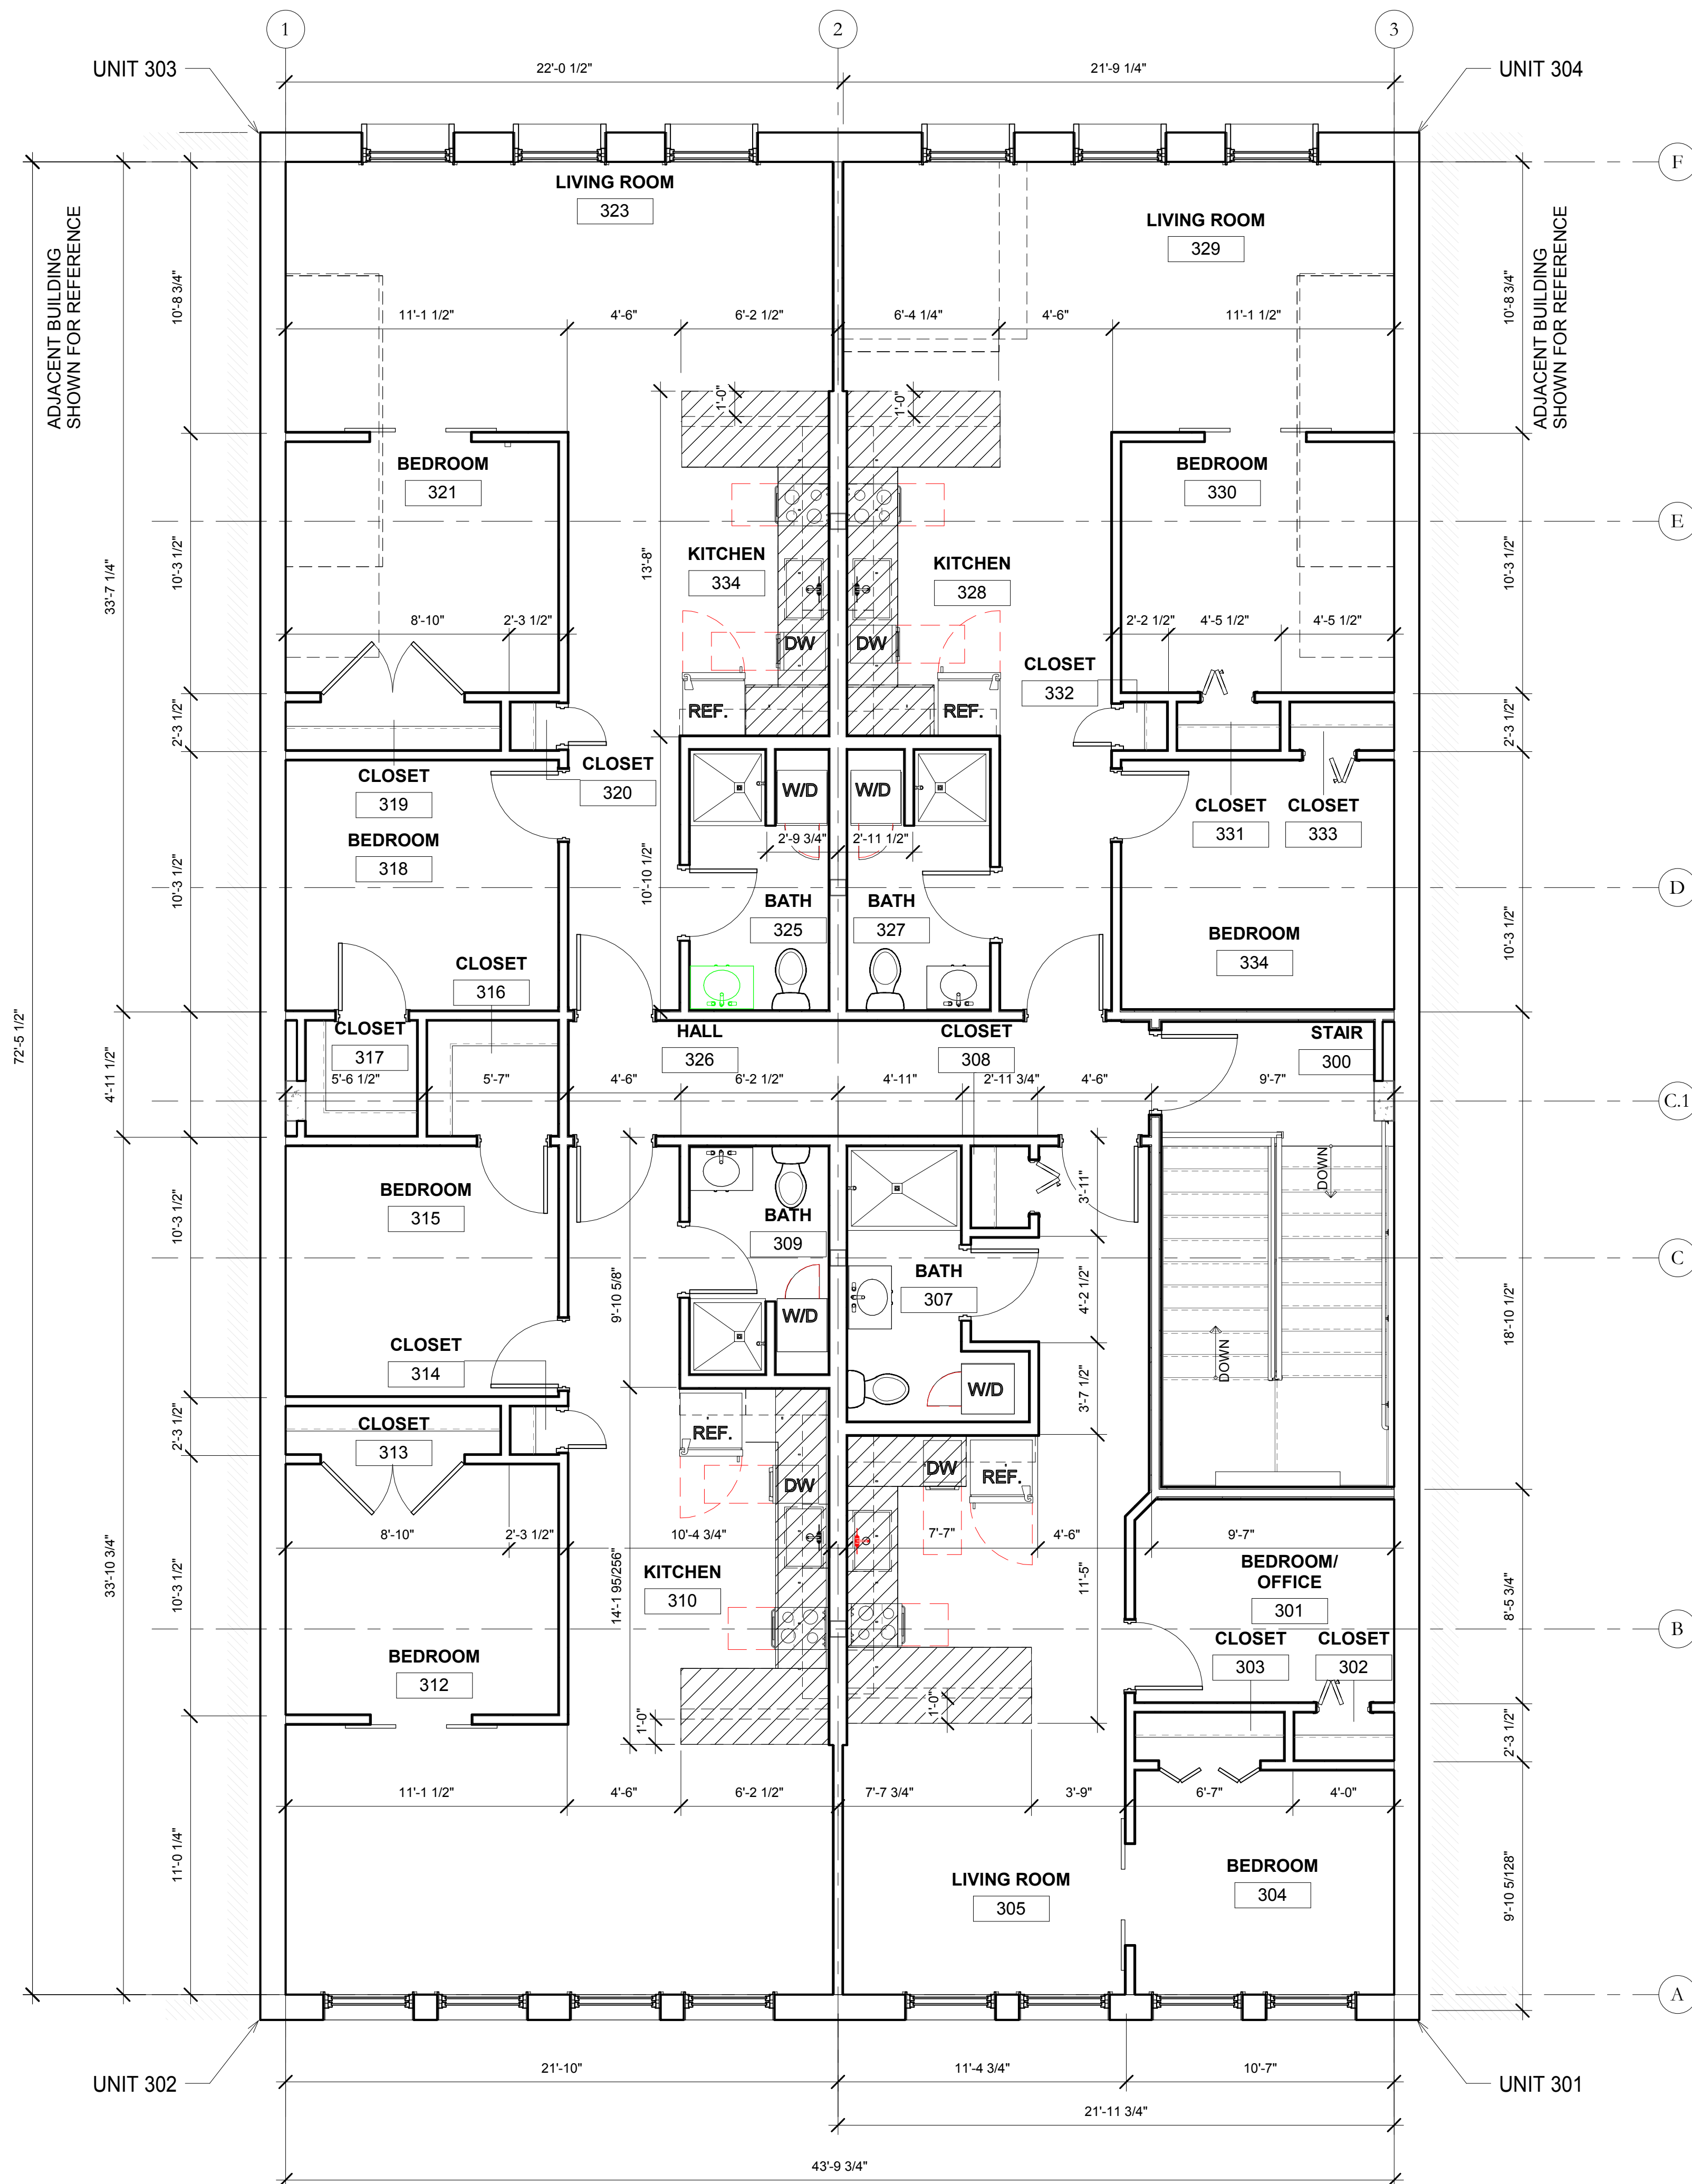 1
2
3
UNIT 303
22'-0 1/2"
21'-9 1/4"
UNIT 304
F
LIVING ROOM
323
LIVING ROOM
329
ADJACENT BUILDING
SHOWN FOR REFERENCE
ADJACENT BUILDING
SHOWN FOR REFERENCE
10'-8 3/4"
10'-8 3/4"
11'-1 1/2"
4'-6"
6'-2 1/2"
6'-4 1/4"
4'-6"
11'-1 1/2"
1'-0"
1'-0"
BEDROOM
321
BEDROOM
330
E
KITCHEN
334
KITCHEN
328
13'-8"
10'-3 1/2"
10'-3 1/2"
33'-7 1/4"
8'-10"
2'-3 1/2"
DW
DW
2'-2 1/2"
4'-5 1/2"
4'-5 1/2"
CLOSET
332
REF.
REF.
2'-3 1/2"
2'-3 1/2"
CLOSET
319
CLOSET
320
W/D
W/D
CLOSET
331
CLOSET
333
BEDROOM
318
2'-9 3/4"
2'-11 1/2"
10'-3 1/2"
10'-10 1/2"
D
BATH
325
BATH
327
BEDROOM
334
10'-3 1/2"
CLOSET
316
CLOSET
317
HALL
326
CLOSET
308
STAIR
300
72'-5 1/2"
4'-11 1/2"
5'-6 1/2"
5'-7"
4'-6"
6'-2 1/2"
4'-11"
2'-11 3/4"
4'-6"
9'-7"
C.1
DOWN
BEDROOM
315
3'-11"
BATH
309
10'-3 1/2"
C
BATH
307
4'-2 1/2"
9'-10 5/8"
W/D
18'-10 1/2"
CLOSET
314
DOWN
W/D
3'-7 1/2"
2'-3 1/2"
CLOSET
313
REF.
DW
DW
REF.
8'-10"
2'-3 1/2"
10'-4 3/4"
7'-7"
4'-6"
9'-7"
33'-10 3/4"
10'-3 1/2"
14'-1 95/256"
11'-5"
KITCHEN
310
BEDROOM/
OFFICE
301
8'-5 3/4"
B
CLOSET
303
CLOSET
302
BEDROOM
312
1'-0"
1'-0"
2'-3 1/2"
11'-1 1/2"
4'-6"
6'-2 1/2"
7'-7 3/4"
3'-9"
6'-7"
4'-0"
11'-0 1/4"
LIVING ROOM
305
BEDROOM
304
9'-10 5/128"
A
UNIT 302
21'-10"
11'-4 3/4"
10'-7"
UNIT 301
21'-11 3/4"
43'-9 3/4"